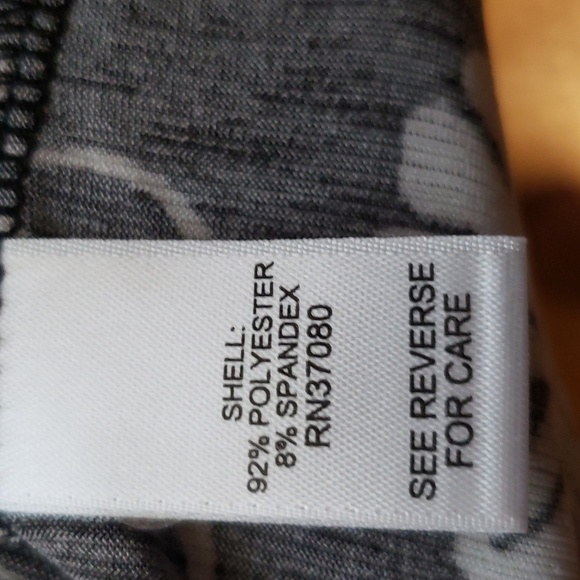 SHELL:
92% POLYESTER
8% SPANDEX
RN37080
SEE REVERSE
FOR CARE